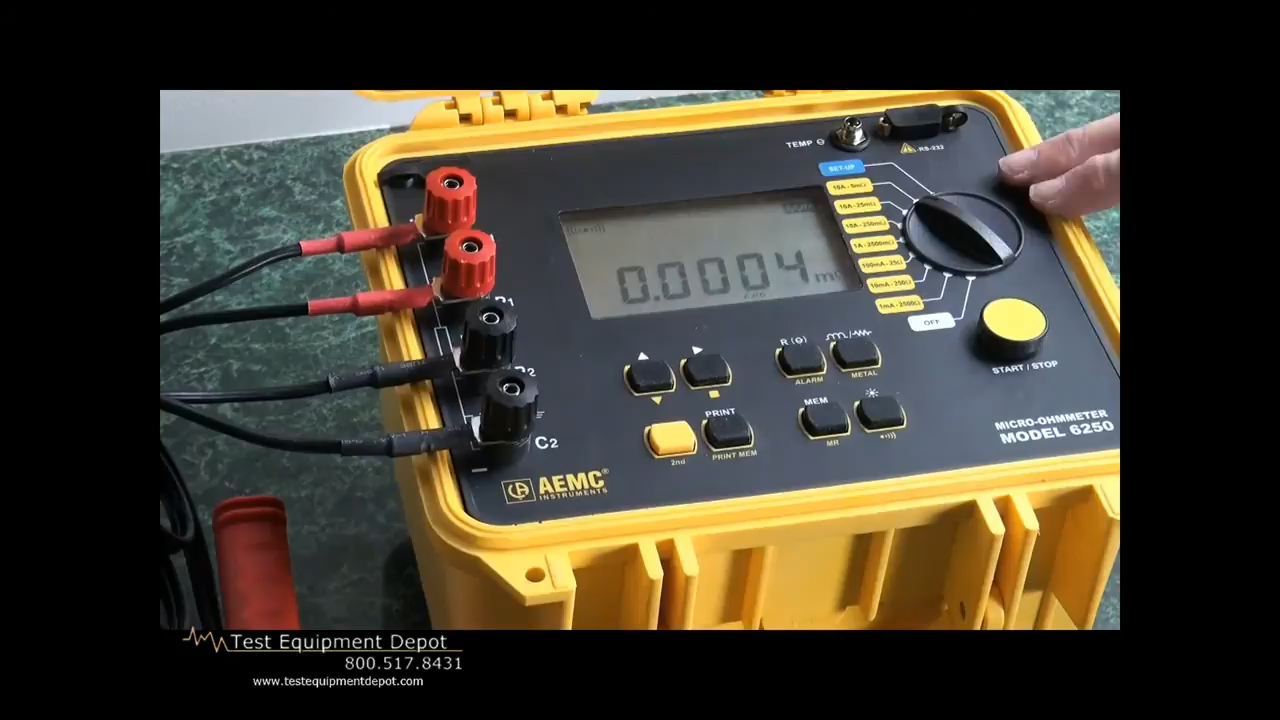 TEMP
RS-232
SET-UP
10A - 5mΩ
10A - 25mΩ
10A - 250mΩ
1A - 2500mΩ
100mA - 25Ω
10mA - 250Ω
1mA - 2500Ω
OFF
0.0004 mΩ
P1
P2
C2
R (Θ)
ALARM
METAL
START / STOP
MEM
MR
PRINT
PRINT MEM
2nd
MICRO-OHMMETER
MODEL 6250
AEMC®
INSTRUMENTS
Test Equipment Depot
800.517.8431
www.testequipmentdepot.com